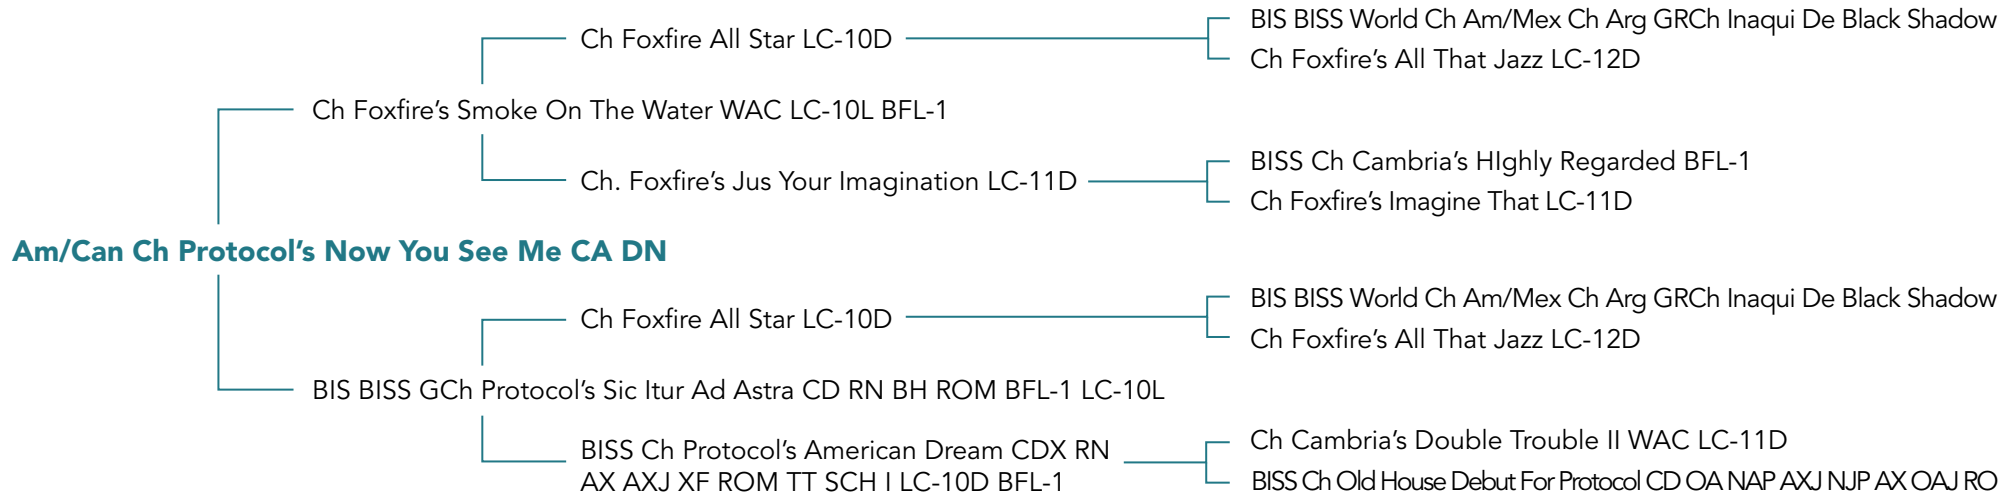 BIS BISS World Ch Am/Mex Ch Arg GRCh Inaqui De Black Shadow
Ch Foxfire All Star LC-10D
Ch Foxfire's All That Jazz LC-12D
Ch Foxfire's Smoke On The Water WAC LC-10L BFL-1
BISS Ch Cambria's HIghly Regarded BFL-1
Ch. Foxfire's Jus Your Imagination LC-11D
Ch Foxfire's Imagine That LC-11D
Am/Can Ch Protocol's Now You See Me CA DN
BIS BISS World Ch Am/Mex Ch Arg GRCh Inaqui De Black Shadow
Ch Foxfire All Star LC-10D
Ch Foxfire's All That Jazz LC-12D
BIS BISS GCh Protocol's Sic Itur Ad Astra CD RN BH ROM BFL-1 LC-10L
Ch Cambria's Double Trouble II WAC LC-11D
BISS Ch Protocol's American Dream CDX RN
AX AXJ XF ROM TT SCH I LC-10D BFL-1
BISS Ch Old House Debut For Protocol CD OA NAP AXJ NJP AX OAJ RO